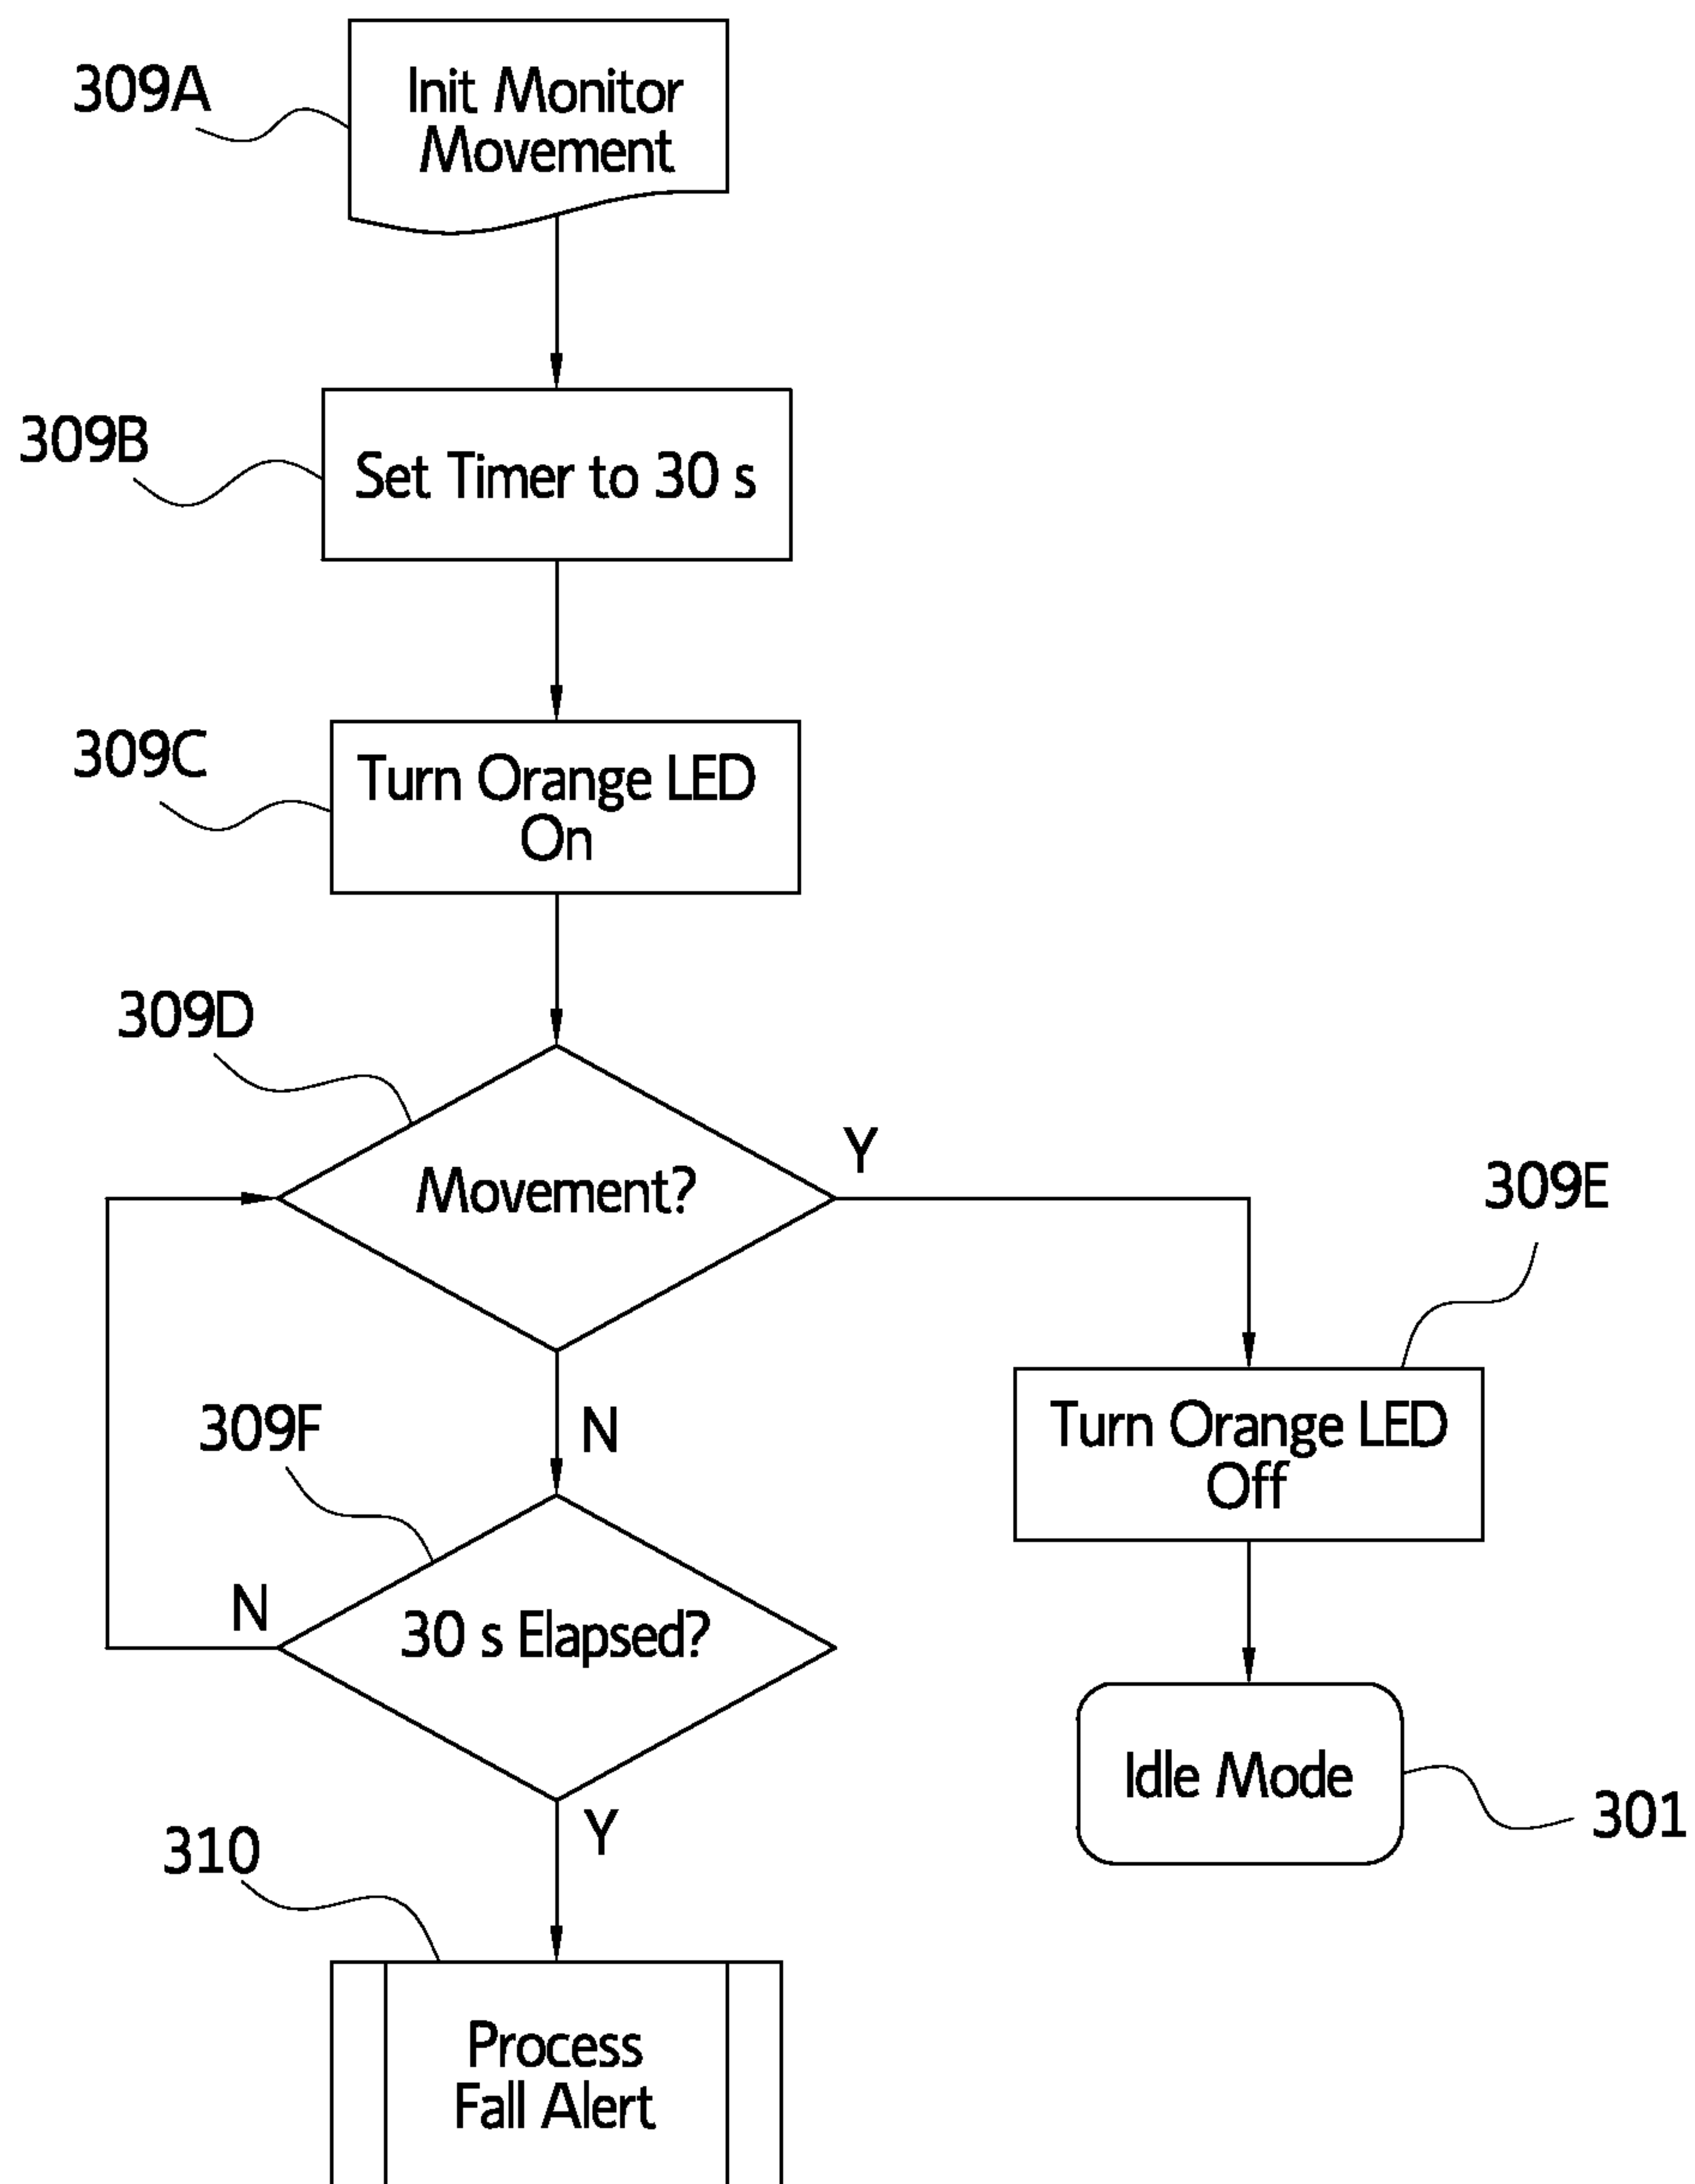 309A
Init Monitor
Movement
309B
Set Timer to 30 s
309C
Turn Orange LED
On
309D
Movement?
Y
309E
Turn Orange LED
Off
N
309F
30 s Elapsed?
N
Idle Mode
301
Y
310
Process
Fall Alert